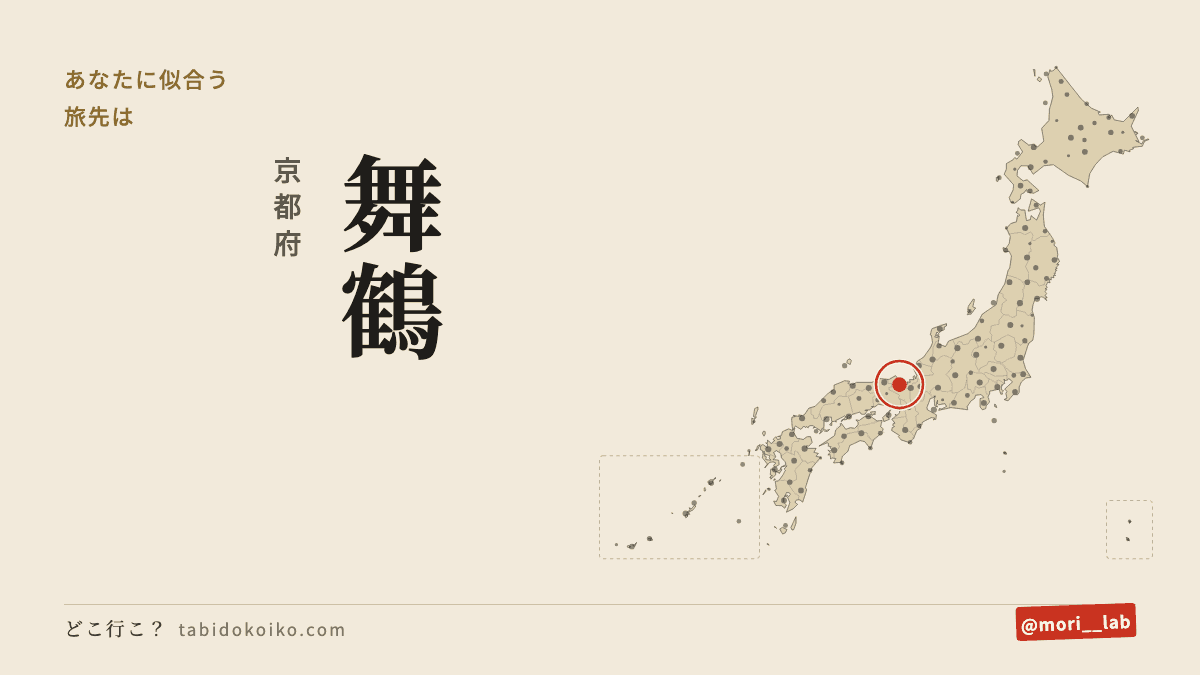 あなたに似合う
旅先は
舞鶴
京都府
どこ行こ？ tabidokoiko.com
@mori__lab